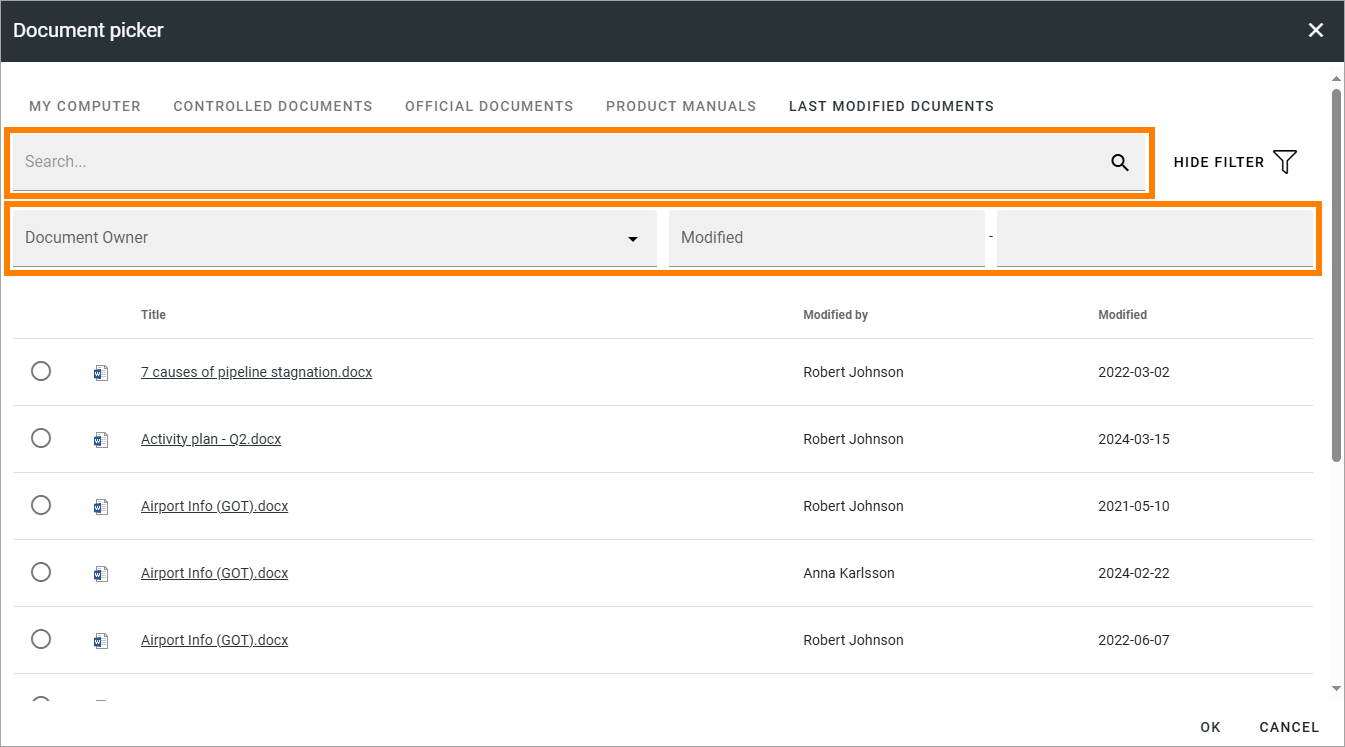 Document picker
MY COMPUTER CONTROLLED DOCUMENTS OFFICIAL DOCUMENTS PRODUCT MANUALS LAST MODIFIED DCUMENTS
Search... HIDE FILTER
Document Owner Modified -
Title Modified by Modified
7 causes of pipeline stagnation.docx Robert Johnson 2022-03-02
Activity plan - Q2.docx Robert Johnson 2024-03-15
Airport Info (GOT).docx Robert Johnson 2021-05-10
Airport Info (GOT).docx Anna Karlsson 2024-02-22
Airport Info (GOT).docx Robert Johnson 2022-06-07
OK CANCEL